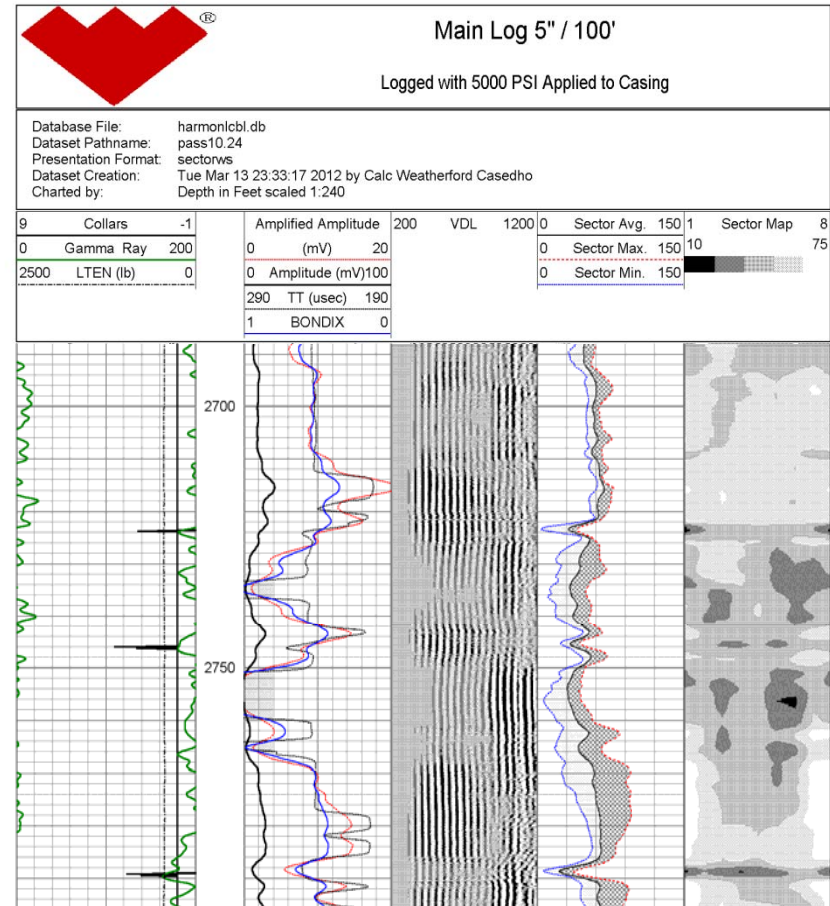 ®
Main Log 5" / 100'
Logged with 5000 PSI Applied to Casing
Database File: harmonlcbl.db
Dataset Pathname: pass10.24
Presentation Format: sectorws
Dataset Creation: Tue Mar 13 23:33:17 2012 by Calc Weatherford Casedho
Charted by: Depth in Feet scaled 1:240
9 Collars -1 Amplified Amplitude 200 VDL 1200 0 Sector Avg. 150 1 Sector Map 8
0 Gamma Ray 200 0 (mV) 20 0 Sector Max. 150 10 75
2500 LTEN (lb) 0 0 Amplitude (mV) 100 0 Sector Min. 150
290 TT (usec) 190
1 BONDIX 0
2700
2750